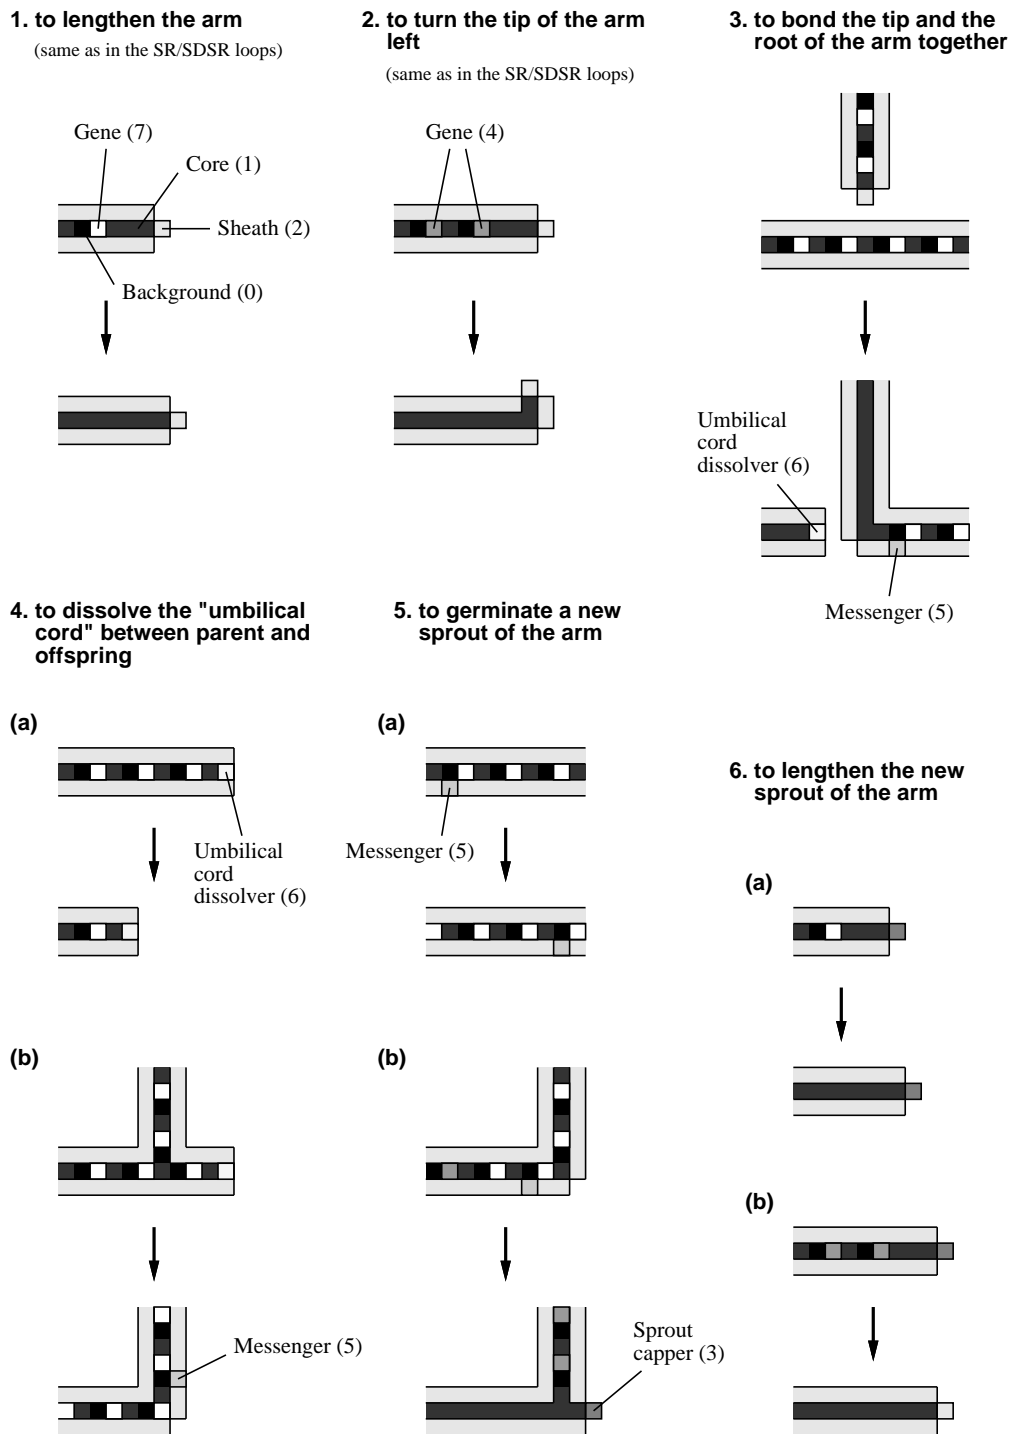 1. to lengthen the arm
(same as in the SR/SDSR loops)
Gene (7)
Core (1)
Sheath (2)
Background (0)
2. to turn the tip of the arm
left
(same as in the SR/SDSR loops)
Gene (4)
3. to bond the tip and the
root of the arm together
Umbilical
cord
dissolver (6)
Messenger (5)
4. to dissolve the "umbilical
cord" between parent and
offspring
(a)
Umbilical
cord
dissolver (6)
(b)
Messenger (5)
5. to germinate a new
sprout of the arm
(a)
Messenger (5)
(b)
Sprout
capper (3)
6. to lengthen the new
sprout of the arm
(a)
(b)